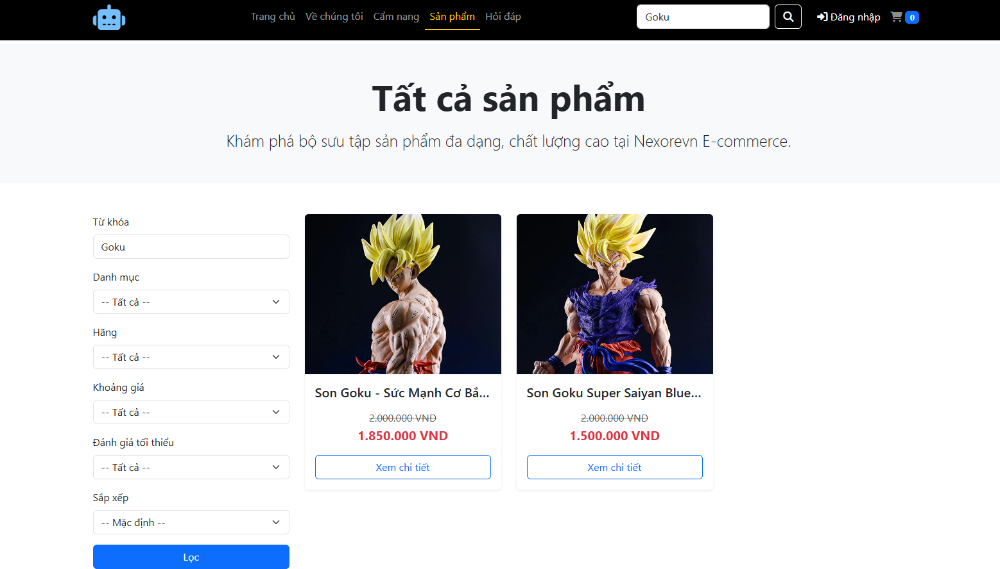 Trang chủ
Về chúng tôi
Cẩm nang
Sản phẩm
Hỏi đáp
Goku
Đăng nhập
0
Tất cả sản phẩm
Khám phá bộ sưu tập sản phẩm đa dạng, chất lượng cao tại Nexorevn E-commerce.
Từ khóa
Goku
Danh mục
-- Tất cả --
Hãng
-- Tất cả --
Khoảng giá
-- Tất cả --
Đánh giá tối thiểu
-- Tất cả --
Sắp xếp
-- Mặc định --
Lọc
Son Goku - Sức Mạnh Cơ Bắ...
2.000.000 VND
1.850.000 VND
Xem chi tiết
Son Goku Super Saiyan Blue...
2.000.000 VND
1.500.000 VND
Xem chi tiết